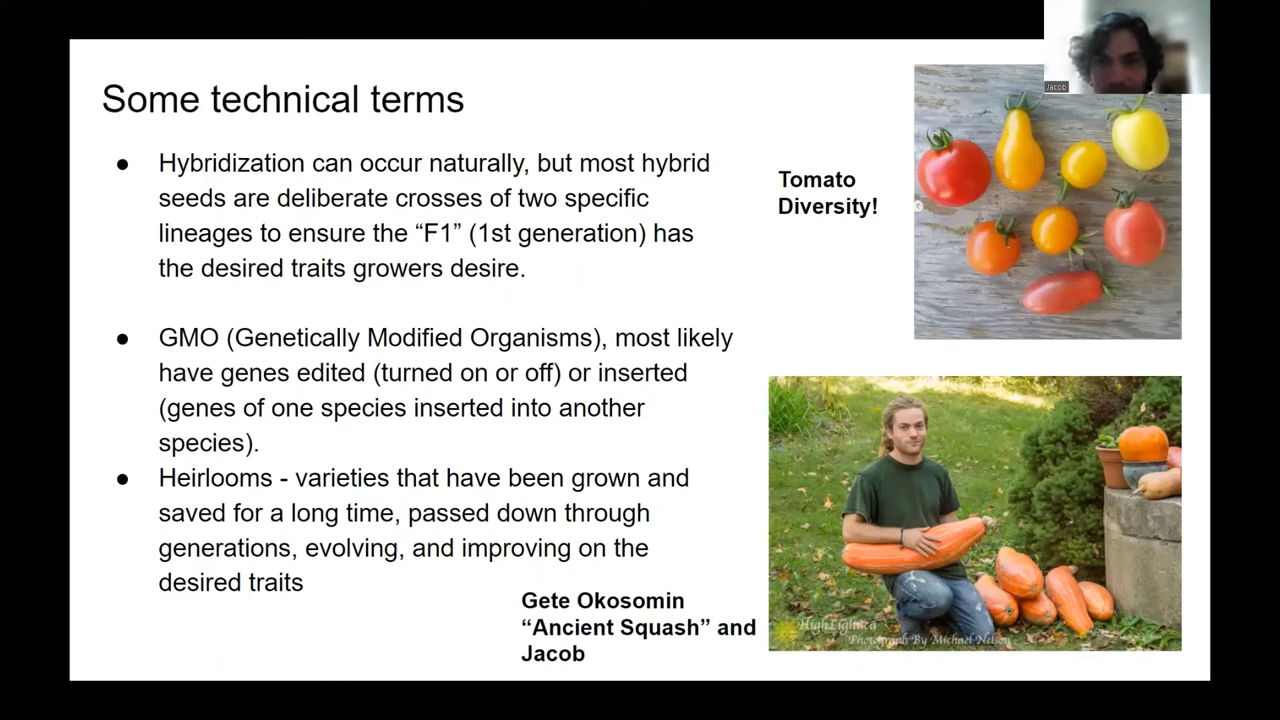 Some technical terms
● Hybridization can occur naturally, but most hybrid
seeds are deliberate crosses of two specific
lineages to ensure the “F1” (1st generation) has
the desired traits growers desire.
● GMO (Genetically Modified Organisms), most likely
have genes edited (turned on or off) or inserted
(genes of one species inserted into another
species).
● Heirlooms - varieties that have been grown and
saved for a long time, passed down through
generations, evolving, and improving on the
desired traits
Tomato
Diversity!
Gete Okosomin
“Ancient Squash” and
Jacob
Jacob
Photograph By Michael Nelson